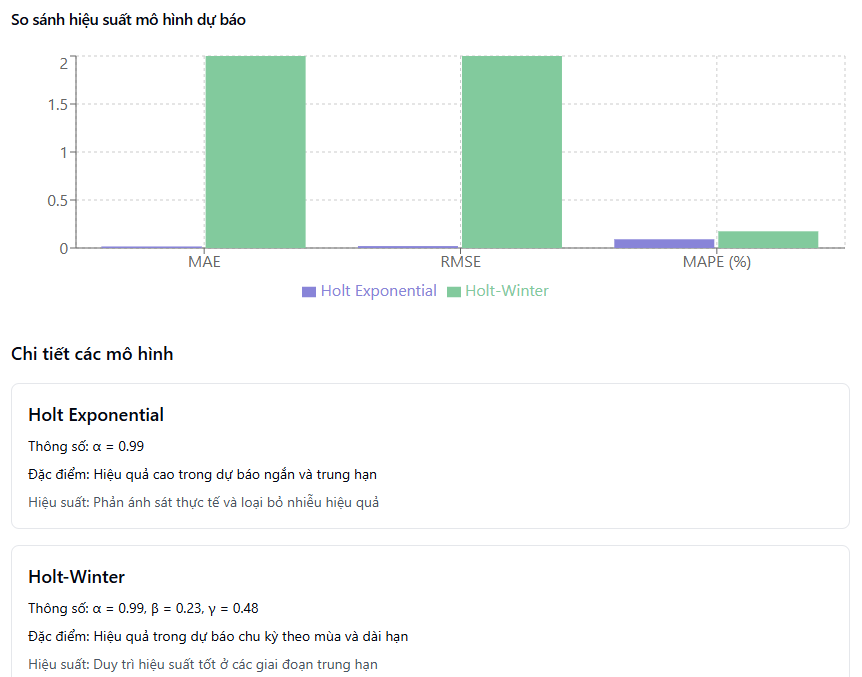 So sánh hiệu suất mô hình dự báo
2
1.5
1
0.5
0
MAE RMSE MAPE (%)
Holt Exponential Holt-Winter
Chi tiết các mô hình
Holt Exponential
Thông số: α = 0.99
Đặc điểm: Hiệu quả cao trong dự báo ngắn và trung hạn
Hiệu suất: Phản ánh sát thực tế và loại bỏ nhiễu hiệu quả
Holt-Winter
Thông số: α = 0.99, β = 0.23, γ = 0.48
Đặc điểm: Hiệu quả trong dự báo chu kỳ theo mùa và dài hạn
Hiệu suất: Duy trì hiệu suất tốt ở các giai đoạn trung hạn